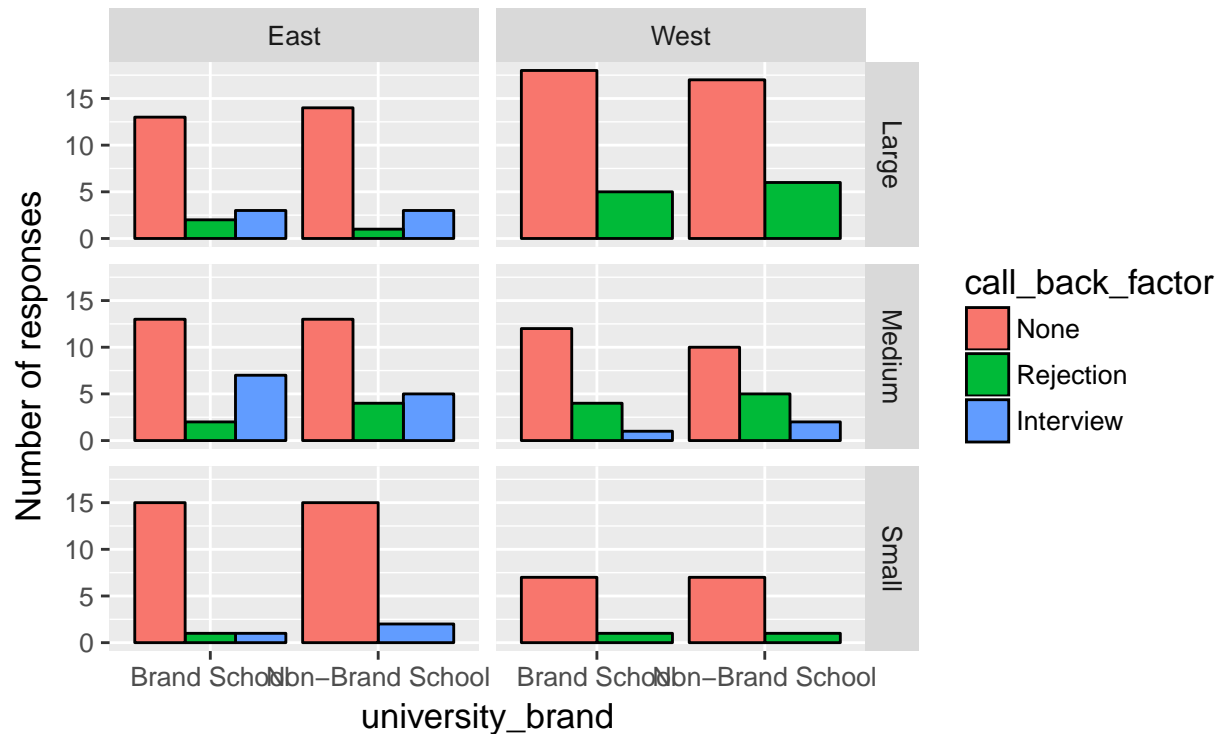 East
West
15
10
5
0
Large
15
10
5
0
Medium
15
10
5
0
Small
Number of responses
Brand School
Non−Brand School
Brand School
Non−Brand School
university_brand
call_back_factor
None
Rejection
Interview